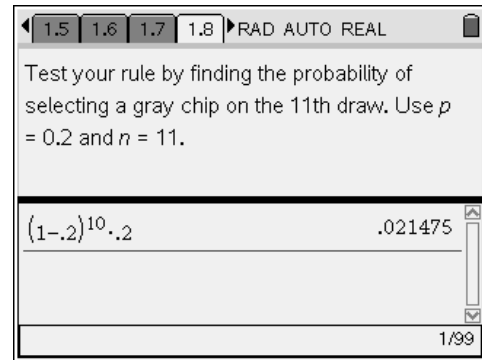 1.5 1.6 1.7 1.8 RAD AUTO REAL
Test your rule by finding the probability of
selecting a gray chip on the 11th draw. Use p
= 0.2 and n = 11.
(1-.2)¹⁰·.2 .021475
1/99